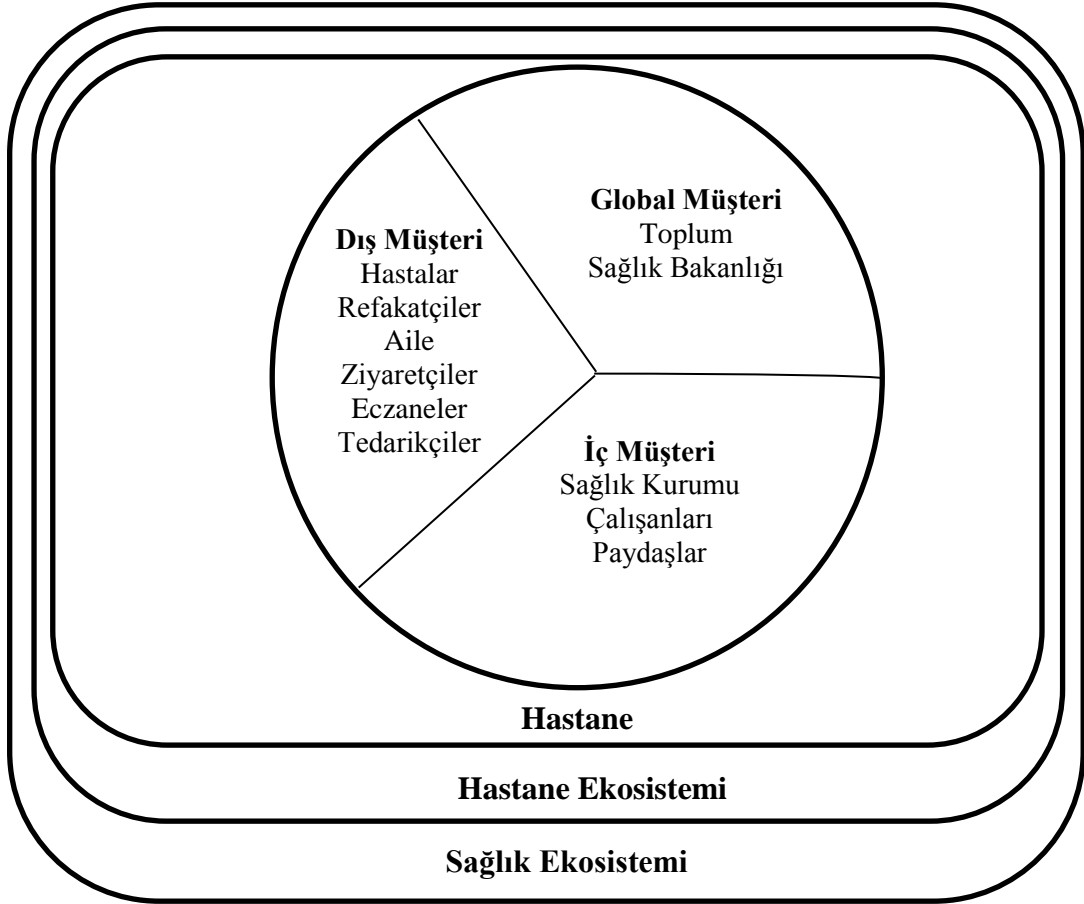 Global Müşteri
Toplum
Sağlık Bakanlığı
Dış Müşteri
Hastalar
Refakatçiler
Aile
Ziyaretçiler
Eczaneler
Tedarikçiler
İç Müşteri
Sağlık Kurumu
Çalışanları
Paydaşlar
Hastane
Hastane Ekosistemi
Sağlık Ekosistemi